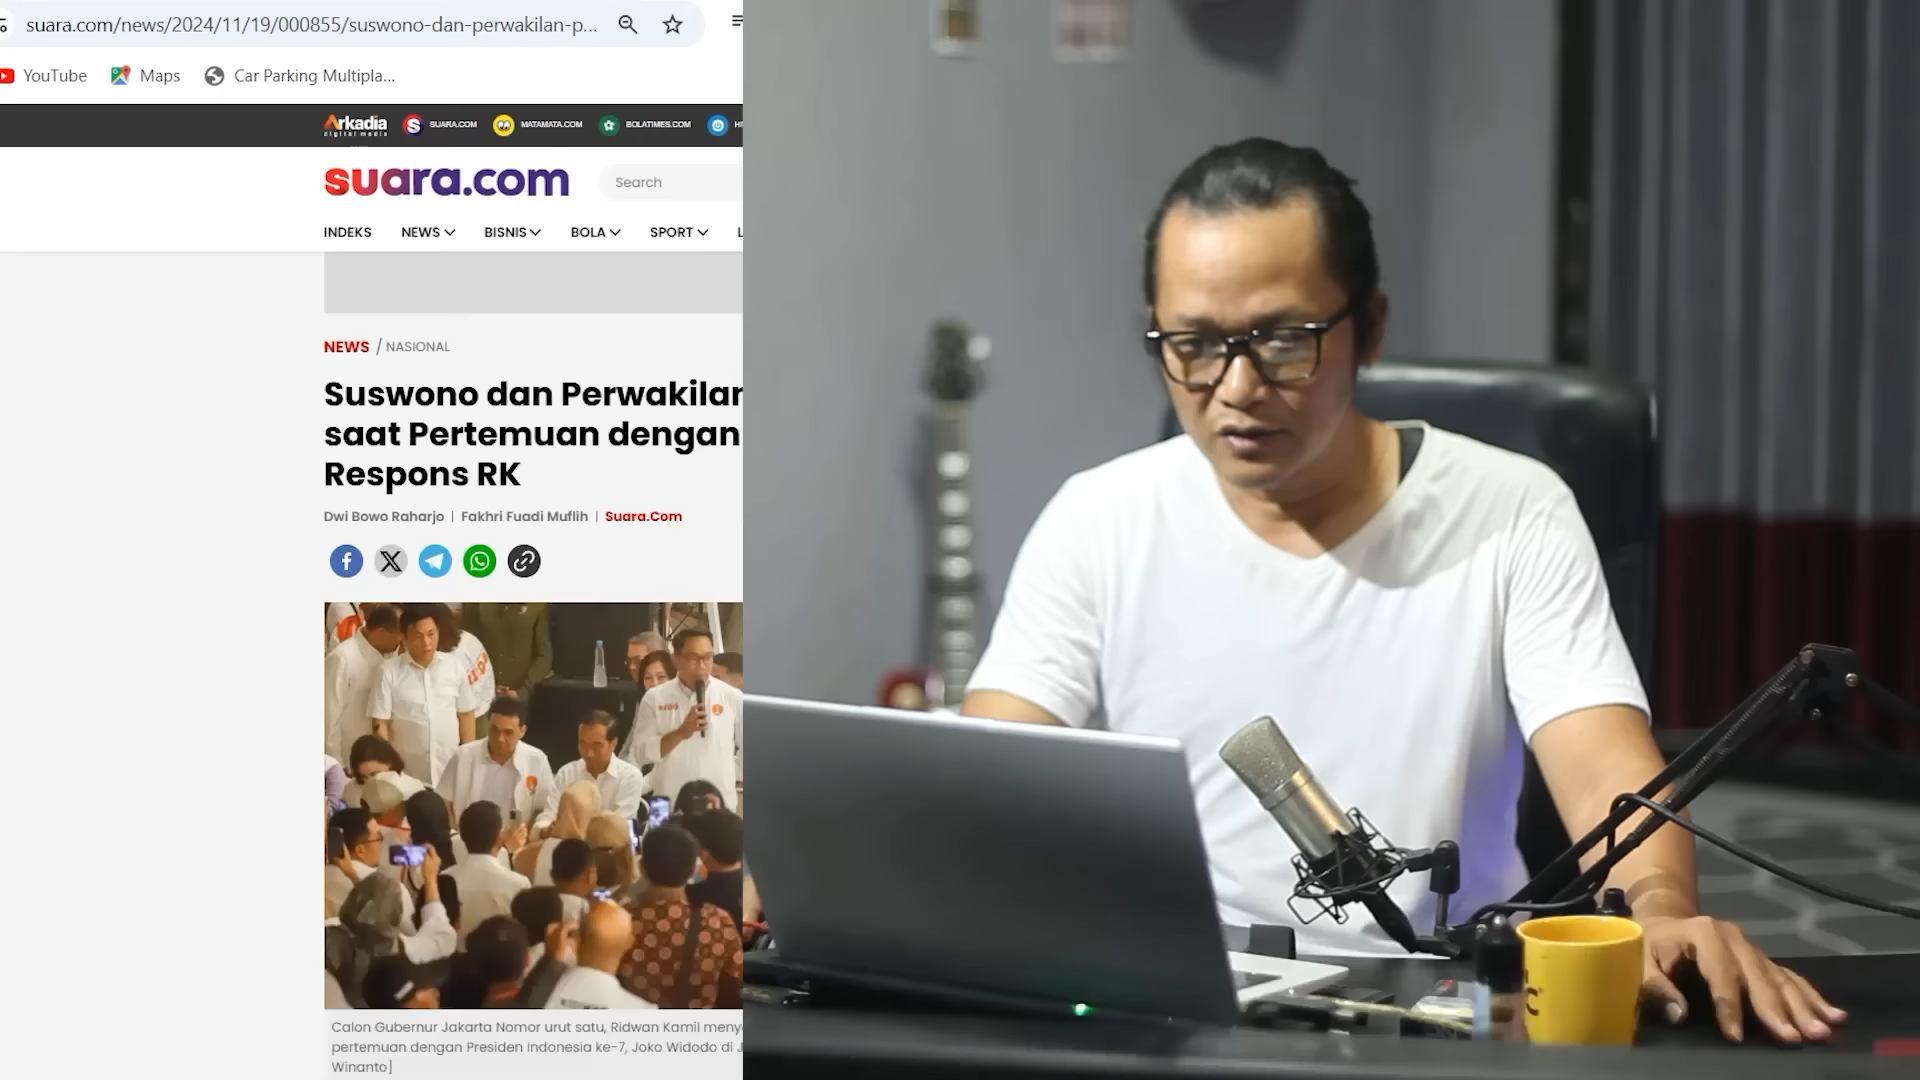 suara.com/news/2024/11/19/000855/suswono-dan-perwakilan-p...
YouTube
Maps
Car Parking Multipla...
Arkadia
digital media
SUARA.COM
MATAMATA.COM
BOLATIMES.COM
suara.com
Search
INDEKS
NEWS
BISNIS
BOLA
SPORT
NEWS / NASIONAL
Suswono dan Perwakilan
saat Pertemuan dengan
Respons RK
Dwi Bowo Raharjo | Fakhri Fuadi Muflih | Suara.Com
Calon Gubernur Jakarta Nomor urut satu, Ridwan Kamil meny
pertemuan dengan Presiden Indonesia ke-7, Joko Widodo di J
Winanto]